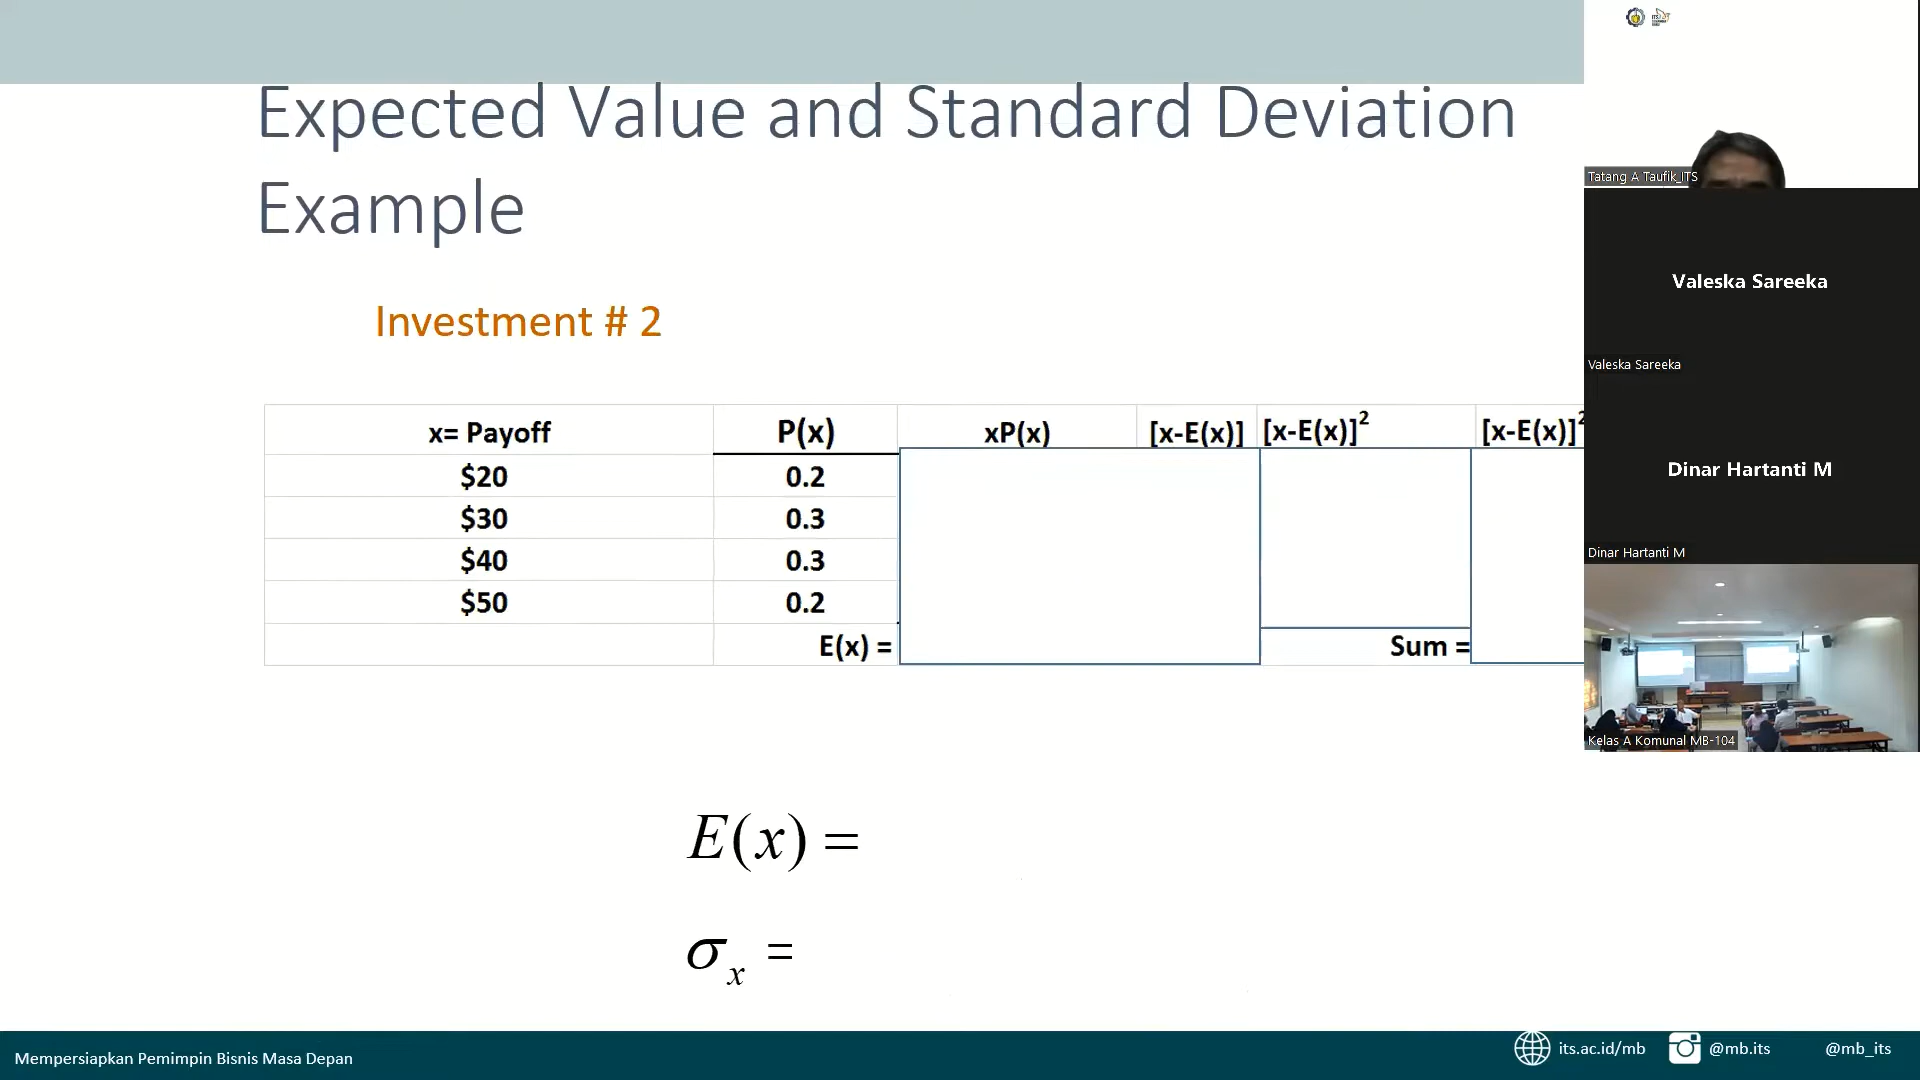 Expected Value and Standard Deviation
Example
Investment # 2
x= Payoff P(x) xP(x) [x-E(x)] [x-E(x)]² [x-E(x)]²
$20 0.2
$30 0.3
$40 0.3
$50 0.2
E(x) = Sum =
E(x) =
σₓ =
Mempersiapkan Pemimpin Bisnis Masa Depan
its.ac.id/mb @mb.its @mb_its
Tatang A Taufik_ITS
Valeska Sareeka
Valeska Sareeka
Dinar Hartanti M
Dinar Hartanti M
Kelas A Komunal MB-104